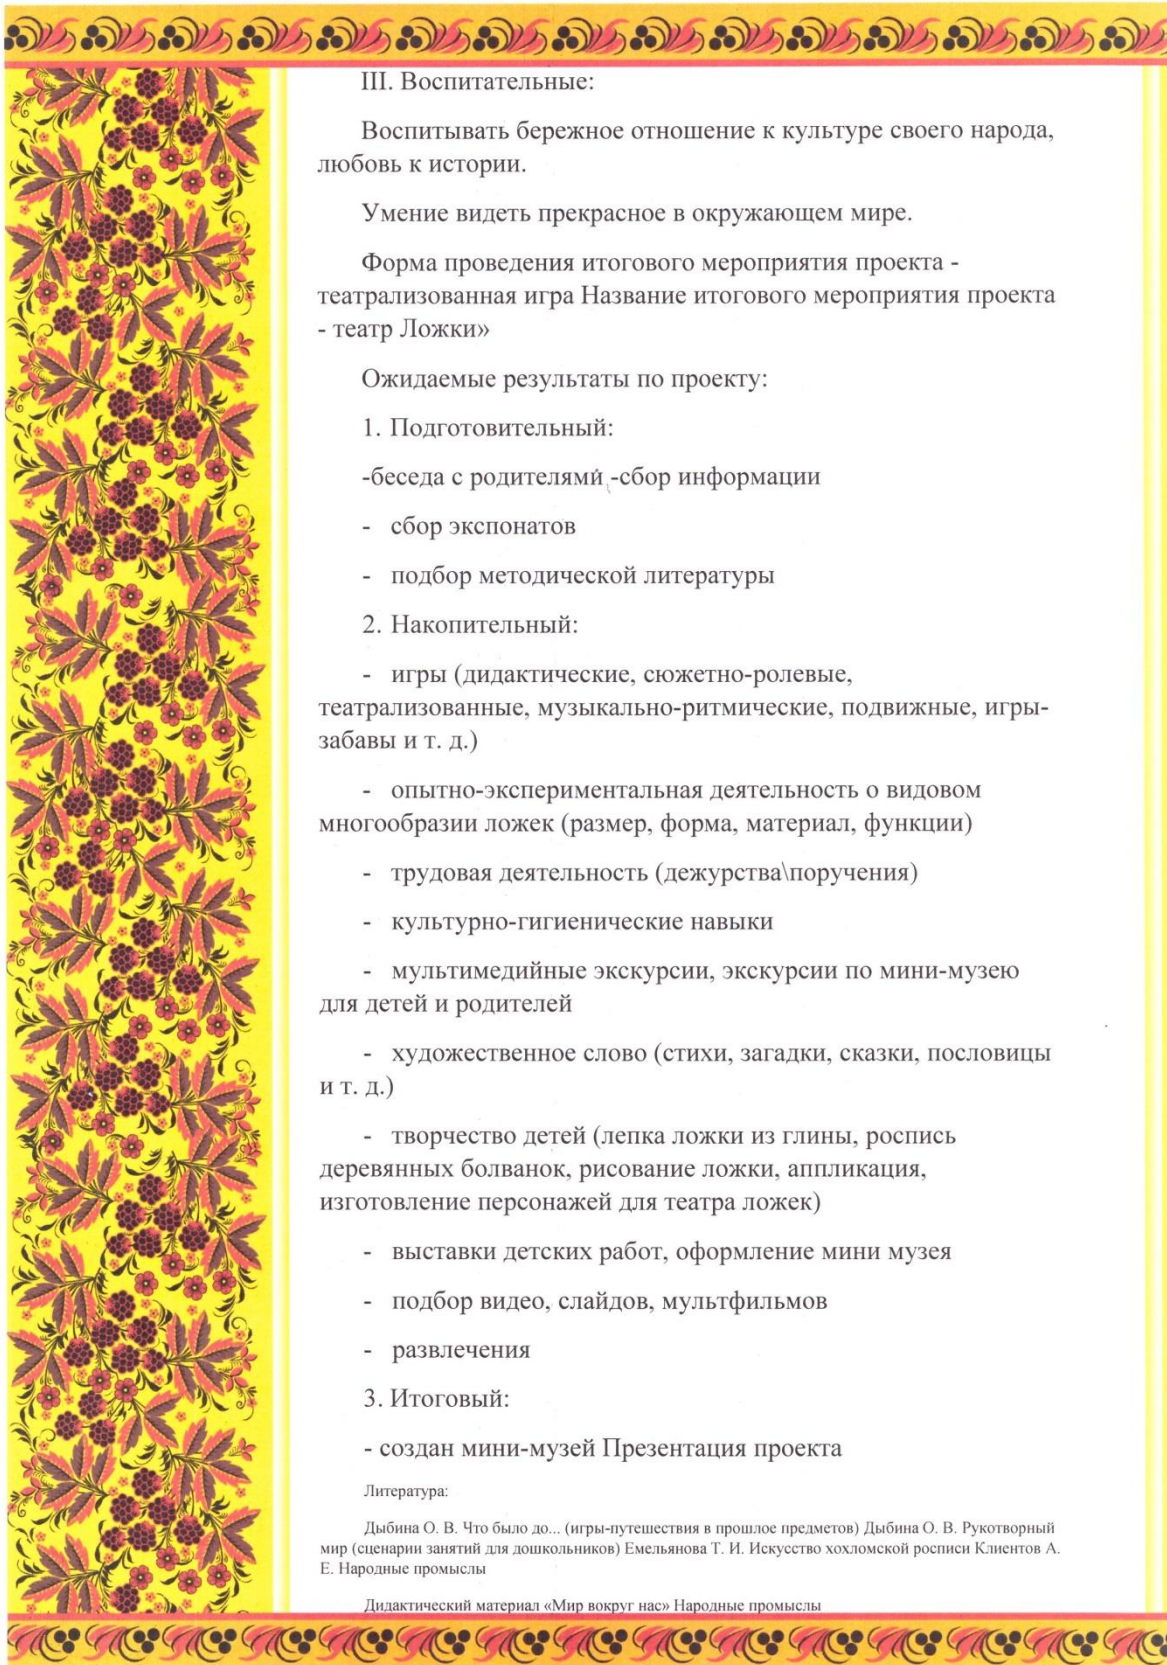 III. Воспитательные:
Воспитывать бережное отношение к культуре своего народа,
любовь к истории.
Умение видеть прекрасное в окружающем мире.
Форма проведения итогового мероприятия проекта -
театрализованная игра Название итогового мероприятия проекта
- театр Ложки»
Ожидаемые результаты по проекту:
1. Подготовительный:
-беседа с родителями -сбор информации
- сбор экспонатов
- подбор методической литературы
2. Накопительный:
- игры (дидактические, сюжетно-ролевые,
театрализованные, музыкально-ритмические, подвижные, игры-
забавы и т. д.)
- опытно-экспериментальная деятельность о видовом
многообразии ложек (размер, форма, материал, функции)
- трудовая деятельность (дежурства\поручения)
- культурно-гигиенические навыки
- мультимедийные экскурсии, экскурсии по мини-музею
для детей и родителей
- художественное слово (стихи, загадки, сказки, пословицы
и т. д.)
- творчество детей (лепка ложки из глины, роспись
деревянных болванок, рисование ложки, аппликация,
изготовление персонажей для театра ложек)
- выставки детских работ, оформление мини музея
- подбор видео, слайдов, мультфильмов
- развлечения
3. Итоговый:
- создан мини-музей Презентация проекта
Литература:
Дыбина О. В. Что было до... (игры-путешествия в прошлое предметов) Дыбина О. В. Рукотворный
мир (сценарии занятий для дошкольников) Емельянова Т. И. Искусство хохломской росписи Клиентов А.
Е. Народные промыслы
Дидактический материал «Мир вокруг нас» Народные промыслы